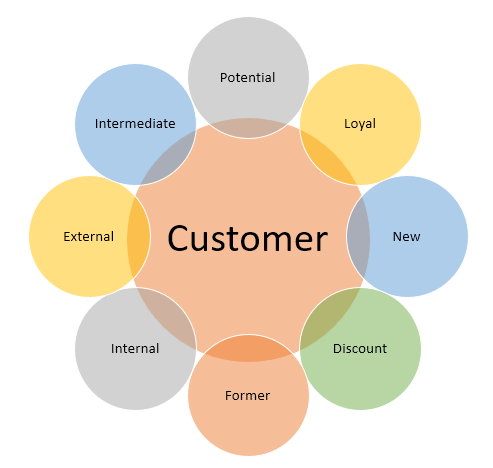 Potential
Intermediate
Loyal
External
Customer
New
Internal
Discount
Former